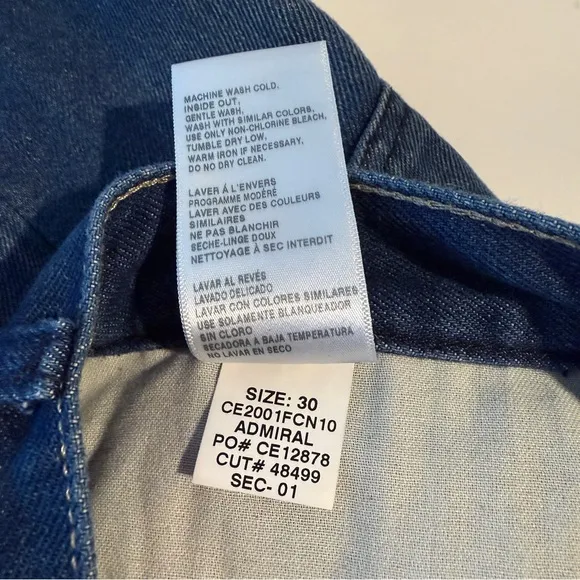 MACHINE WASH COLD.
INSIDE OUT,
GENTLE WASH,
WASH WITH SIMILAR COLORS,
USE ONLY NON-CHLORINE BLEACH,
TUMBLE DRY LOW.
WARM IRON IF NECESSARY,
DO NO DRY CLEAN.
LAVER Á L'ENVERS
PROGRAMME MODÉRÉ
LAVER AVEC DES COULEURS
SIMILAIRES
NE PAS BLANCHIR
SECHE-LINGE DOUX
NETTOYAGE À SEC INTERDIT
LAVAR AL REVÉS
LAVADO DELICADO
LAVAR CON COLORES SIMILARES
USE SOLAMENTE BLANQUEADOR
SIN CLORO
SECADORA A BAJA TEMPERATURA
NO LAVAR EN SECO
SIZE: 30
CE2001FCN10
ADMIRAL
PO# CE12878
CUT# 48499
SEC- 01